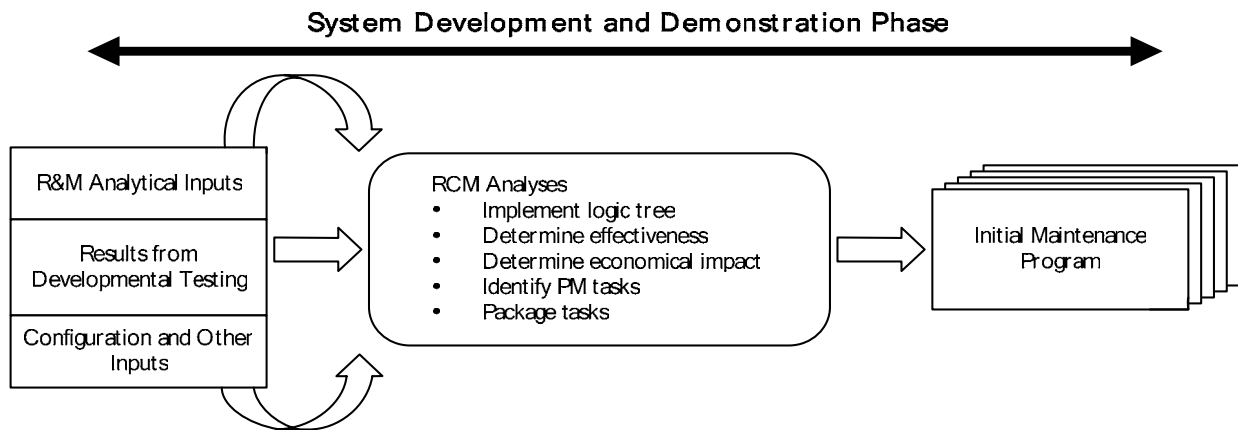 System Development and Demonstration Phase
R&M Analytical Inputs
Results from
Developmental Testing
Configuration and Other
Inputs
RCM Analyses
• Implement logic tree
• Determine effectiveness
• Determine economical impact
• Identify PM tasks
• Package tasks
Initial Maintenance
Program